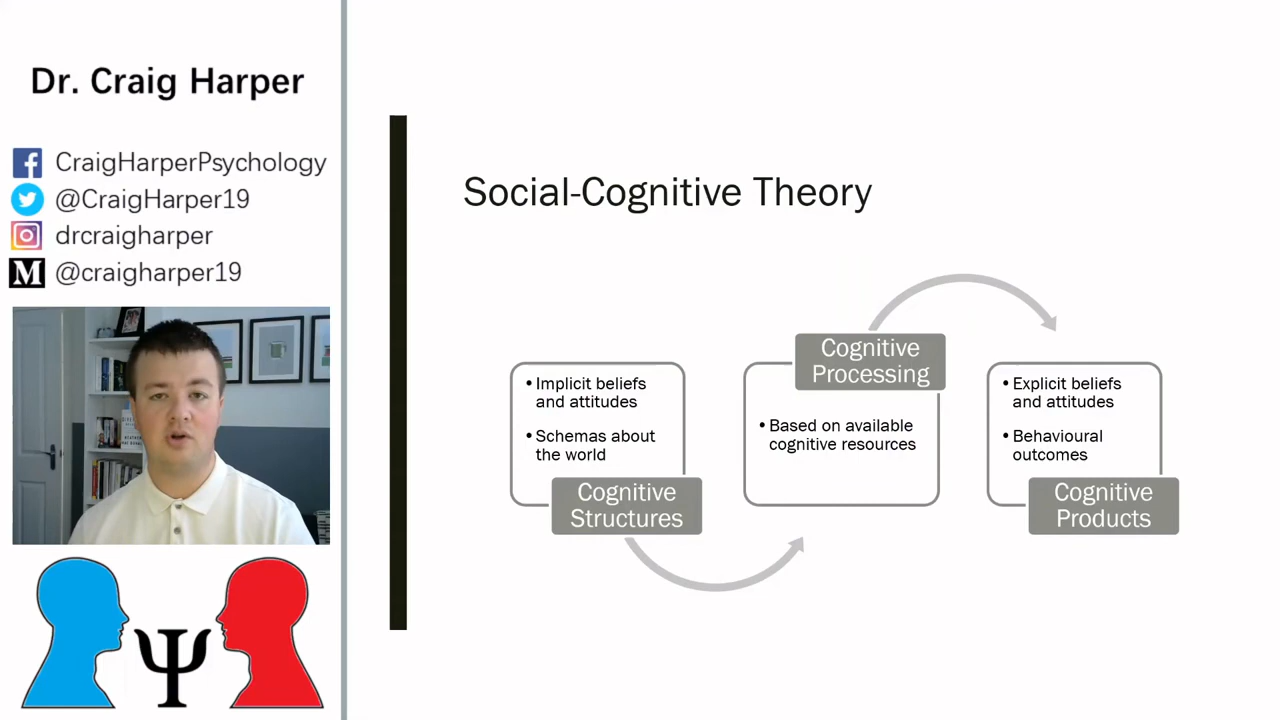 Dr. Craig Harper
CraigHarperPsychology
@CraigHarper19
drcraigharper
M @craigharper19
Ψ
Social-Cognitive Theory
• Implicit beliefs
and attitudes
• Schemas about
the world
Cognitive
Structures
Cognitive
Processing
• Based on available
cognitive resources
• Explicit beliefs
and attitudes
• Behavioural
outcomes
Cognitive
Products